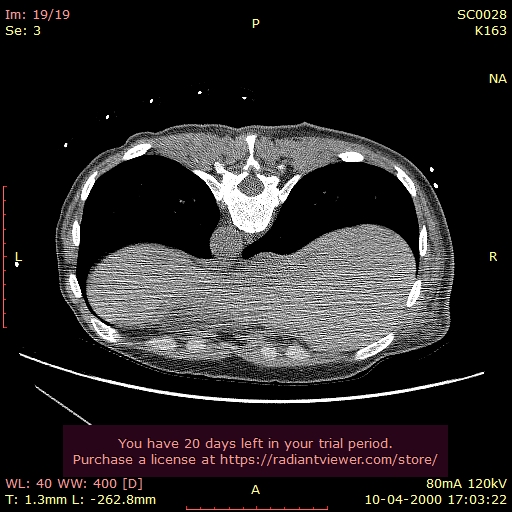 Im: 19/19
Se: 3
P
SC0028
K163
NA
L
R
You have 20 days left in your trial period.
Purchase a license at https://radiantviewer.com/store/
WL: 40 WW: 400 [D]
T: 1.3mm L: -262.8mm
A
80mA 120kV
10-04-2000 17:03:22